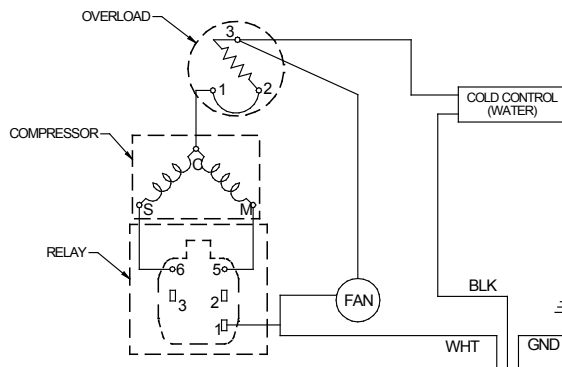 OVERLOAD
3
1
2
COLD CONTROL
(WATER)
COMPRESSOR
C
S
M
RELAY
6
5
3
2
1
FAN
BLK
WHT
GND